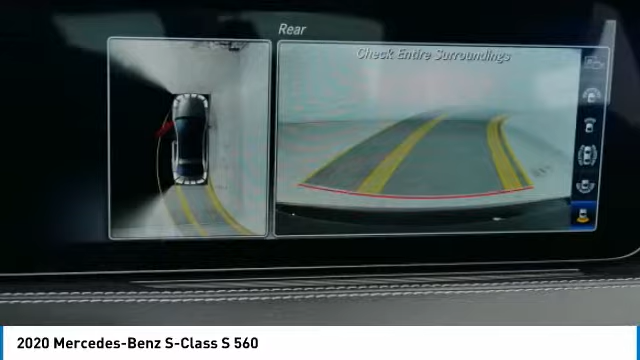 Rear
Check Entire Surroundings
2020 Mercedes-Benz S-Class S 560